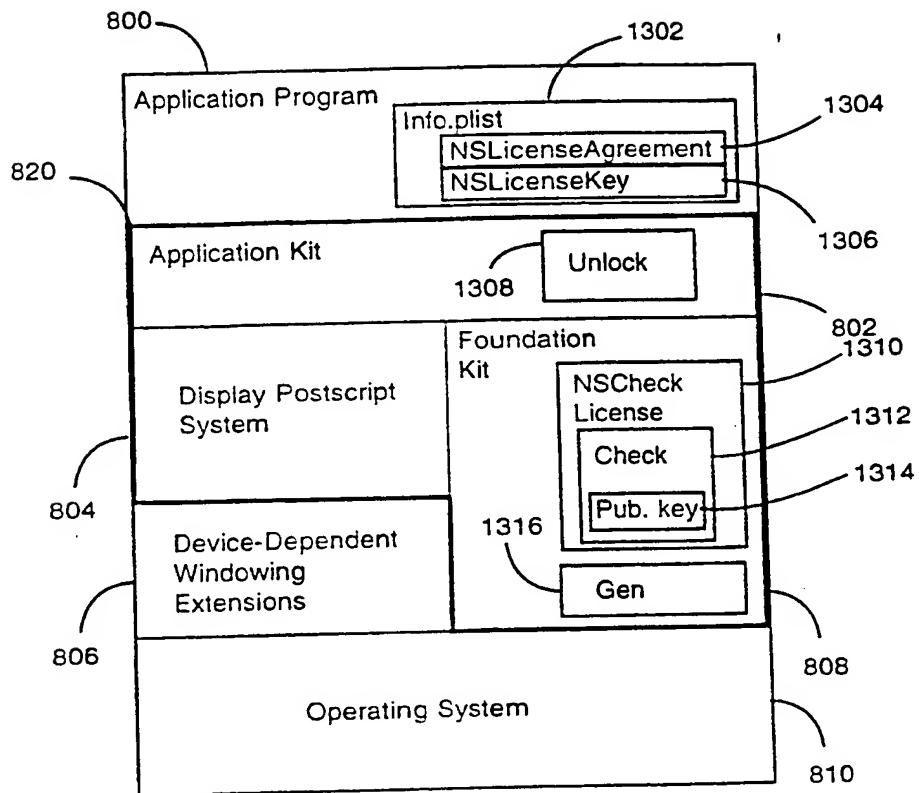 800
1302
Application Program
Info.plist
1304
NSLicenseAgreement
820
NSLicenseKey
1306
Application Kit
Unlock
1308
802
Foundation
Kit
1310
NSCheck
License
Display Postscript
System
1312
Check
1314
Pub. key
804
1316
Device-Dependent
Windowing
Extensions
Gen
806
808
Operating System
810